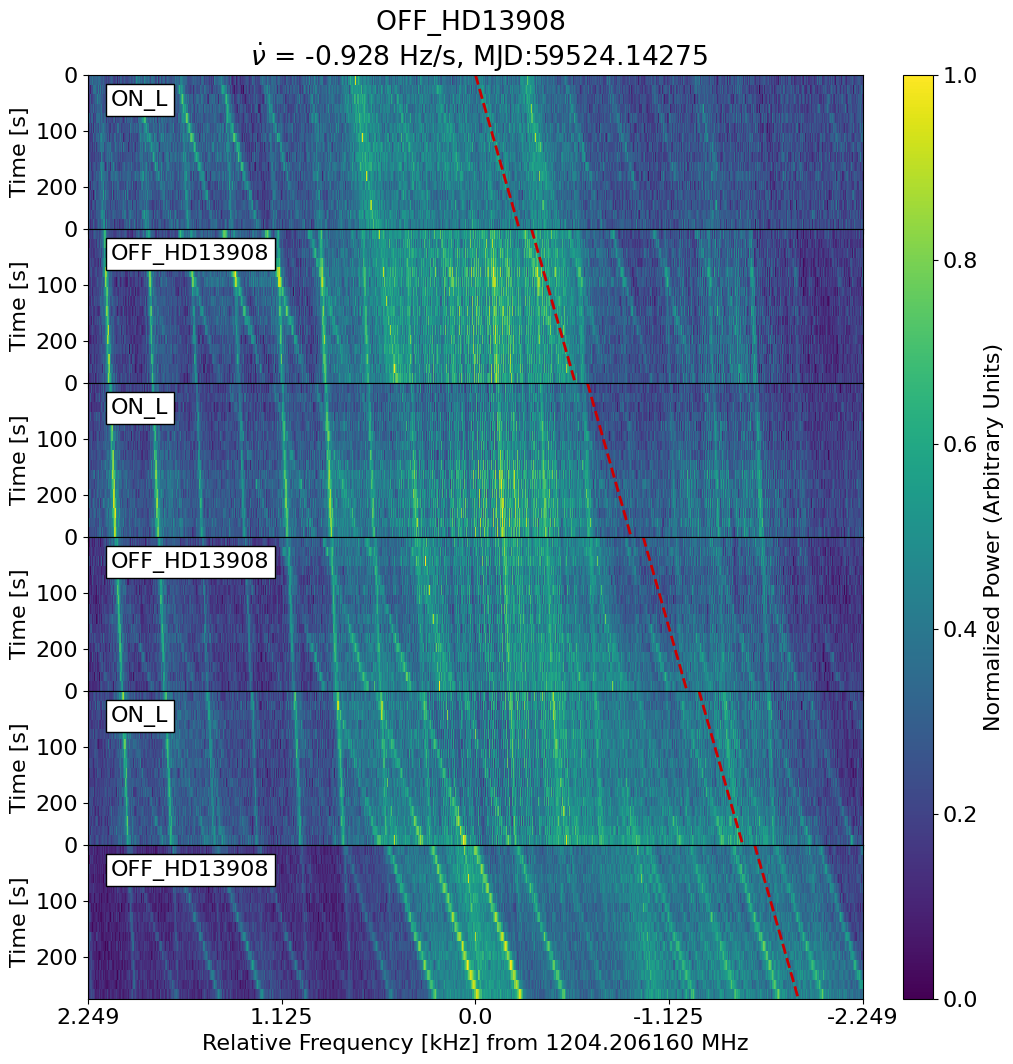 OFF_HD13908
ν̇ = -0.928 Hz/s, MJD:59524.14275
Time [s]
0
100
200
ON_L
Time [s]
0
100
200
OFF_HD13908
Time [s]
0
100
200
ON_L
Time [s]
0
100
200
OFF_HD13908
Time [s]
0
100
200
ON_L
Time [s]
0
100
200
OFF_HD13908
2.249
1.125
0.0
-1.125
-2.249
Relative Frequency [kHz] from 1204.206160 MHz
1.0
0.8
0.6
0.4
0.2
0.0
Normalized Power (Arbitrary Units)